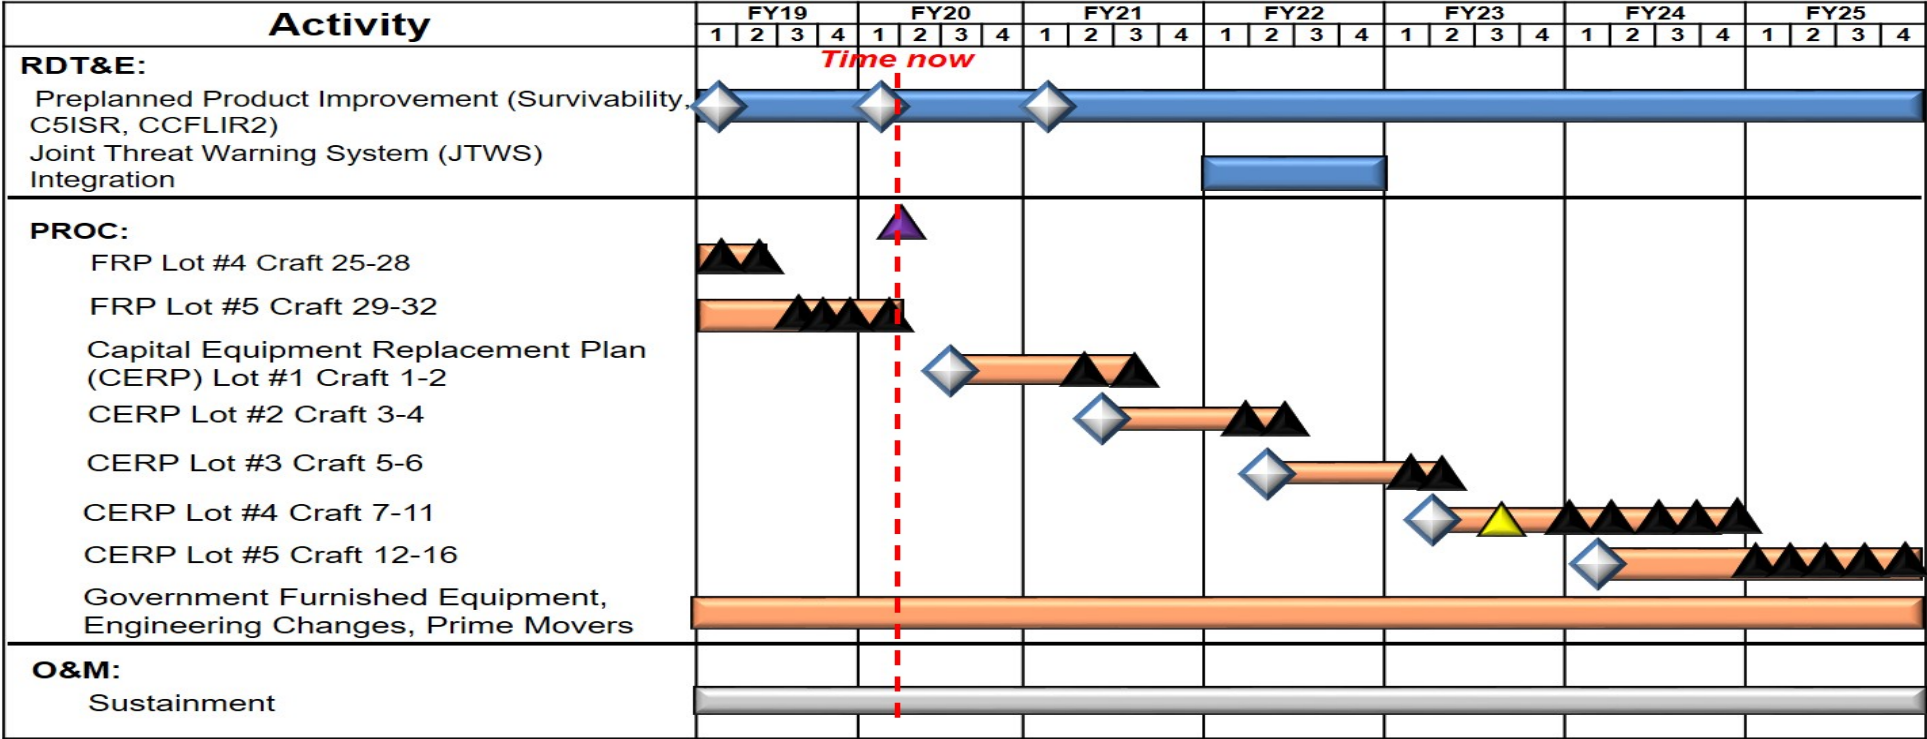 Activity
FY19 FY20 FY21 FY22 FY23 FY24 FY25
1 2 3 4 1 2 3 4 1 2 3 4 1 2 3 4 1 2 3 4 1 2 3 4 1 2 3 4
Time now
RDT&E:
Preplanned Product Improvement (Survivability,
C5ISR, CCFLIR2)
Joint Threat Warning System (JTWS)
Integration
PROC:
FRP Lot #4 Craft 25-28
FRP Lot #5 Craft 29-32
Capital Equipment Replacement Plan
(CERP) Lot #1 Craft 1-2
CERP Lot #2 Craft 3-4
CERP Lot #3 Craft 5-6
CERP Lot #4 Craft 7-11
CERP Lot #5 Craft 12-16
Government Furnished Equipment,
Engineering Changes, Prime Movers
O&M:
Sustainment